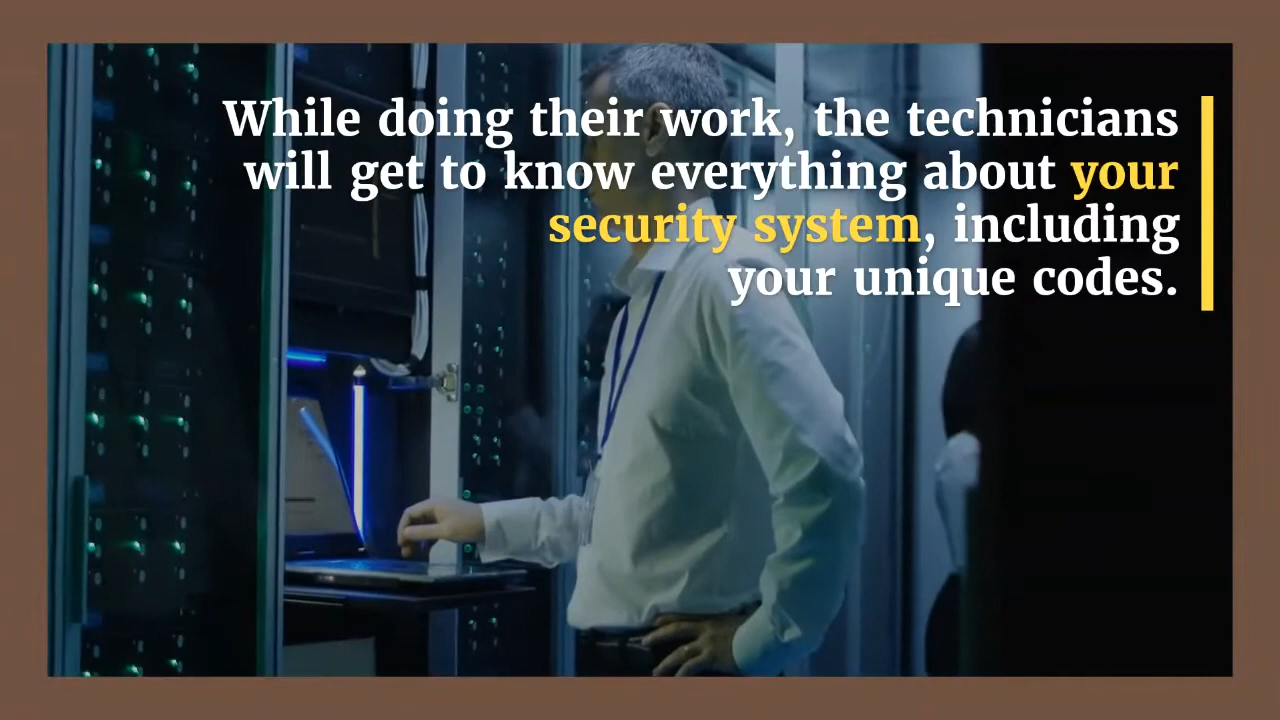 While doing their work, the technicians
will get to know everything about your
security system, including
your unique codes.